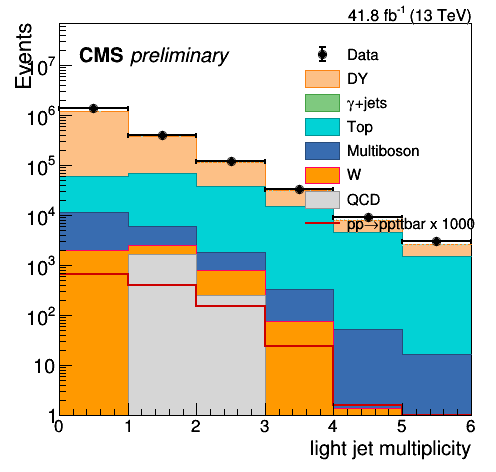 41.8 fb⁻¹ (13 TeV)
Events
CMS preliminary
Data
DY
γ+jets
Top
Multiboson
W
QCD
pp→ppttbar x 1000
10⁷
10⁶
10⁵
10⁴
10³
10²
10
1
0 1 2 3 4 5 6
light jet multiplicity